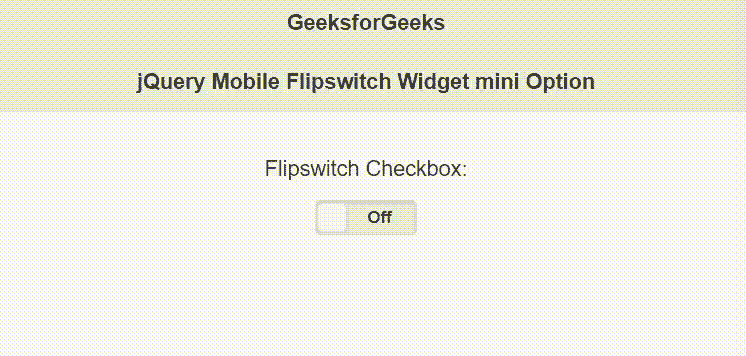 GeeksforGeeks
jQuery Mobile Flipswitch Widget mini Option
Flipswitch Checkbox:
Off